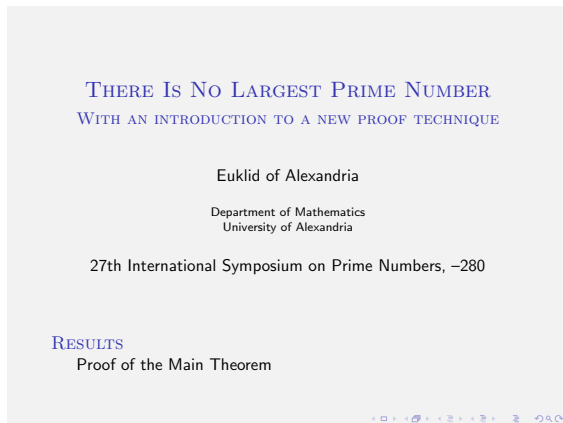 There Is No Largest Prime Number
With an introduction to a new proof technique
Euklid of Alexandria
Department of Mathematics
University of Alexandria
27th International Symposium on Prime Numbers, –280
Results
Proof of the Main Theorem